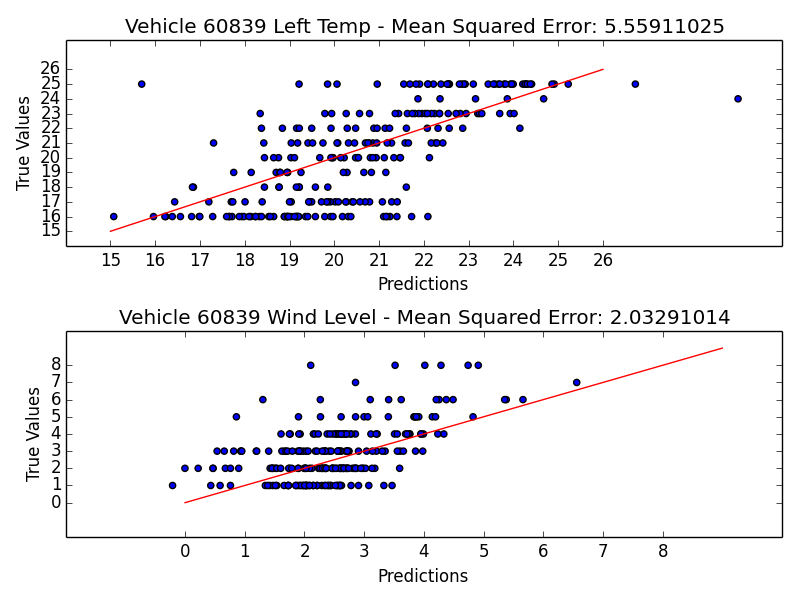 Vehicle 60839 Left Temp - Mean Squared Error: 5.55911025
26
25
24
23
22
21
20
19
18
17
16
15
True Values
15 16 17 18 19 20 21 22 23 24 25 26
Predictions
Vehicle 60839 Wind Level - Mean Squared Error: 2.03291014
8
7
6
5
4
3
2
1
0
True Values
0 1 2 3 4 5 6 7 8
Predictions